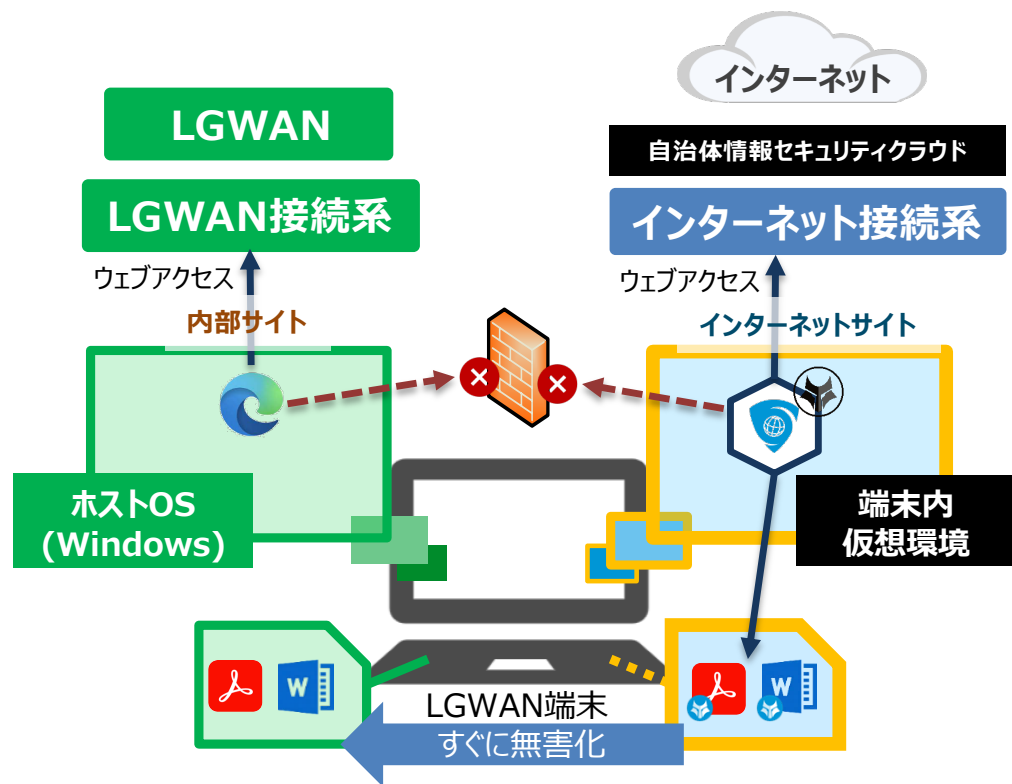 インターネット
LGWAN
自治体情報セキュリティクラウド
LGWAN接続系
インターネット接続系
ウェブアクセス
ウェブアクセス
内部サイト
インターネットサイト
ホストOS
(Windows)
端末内
仮想環境
W
W
LGWAN端末
すぐに無害化